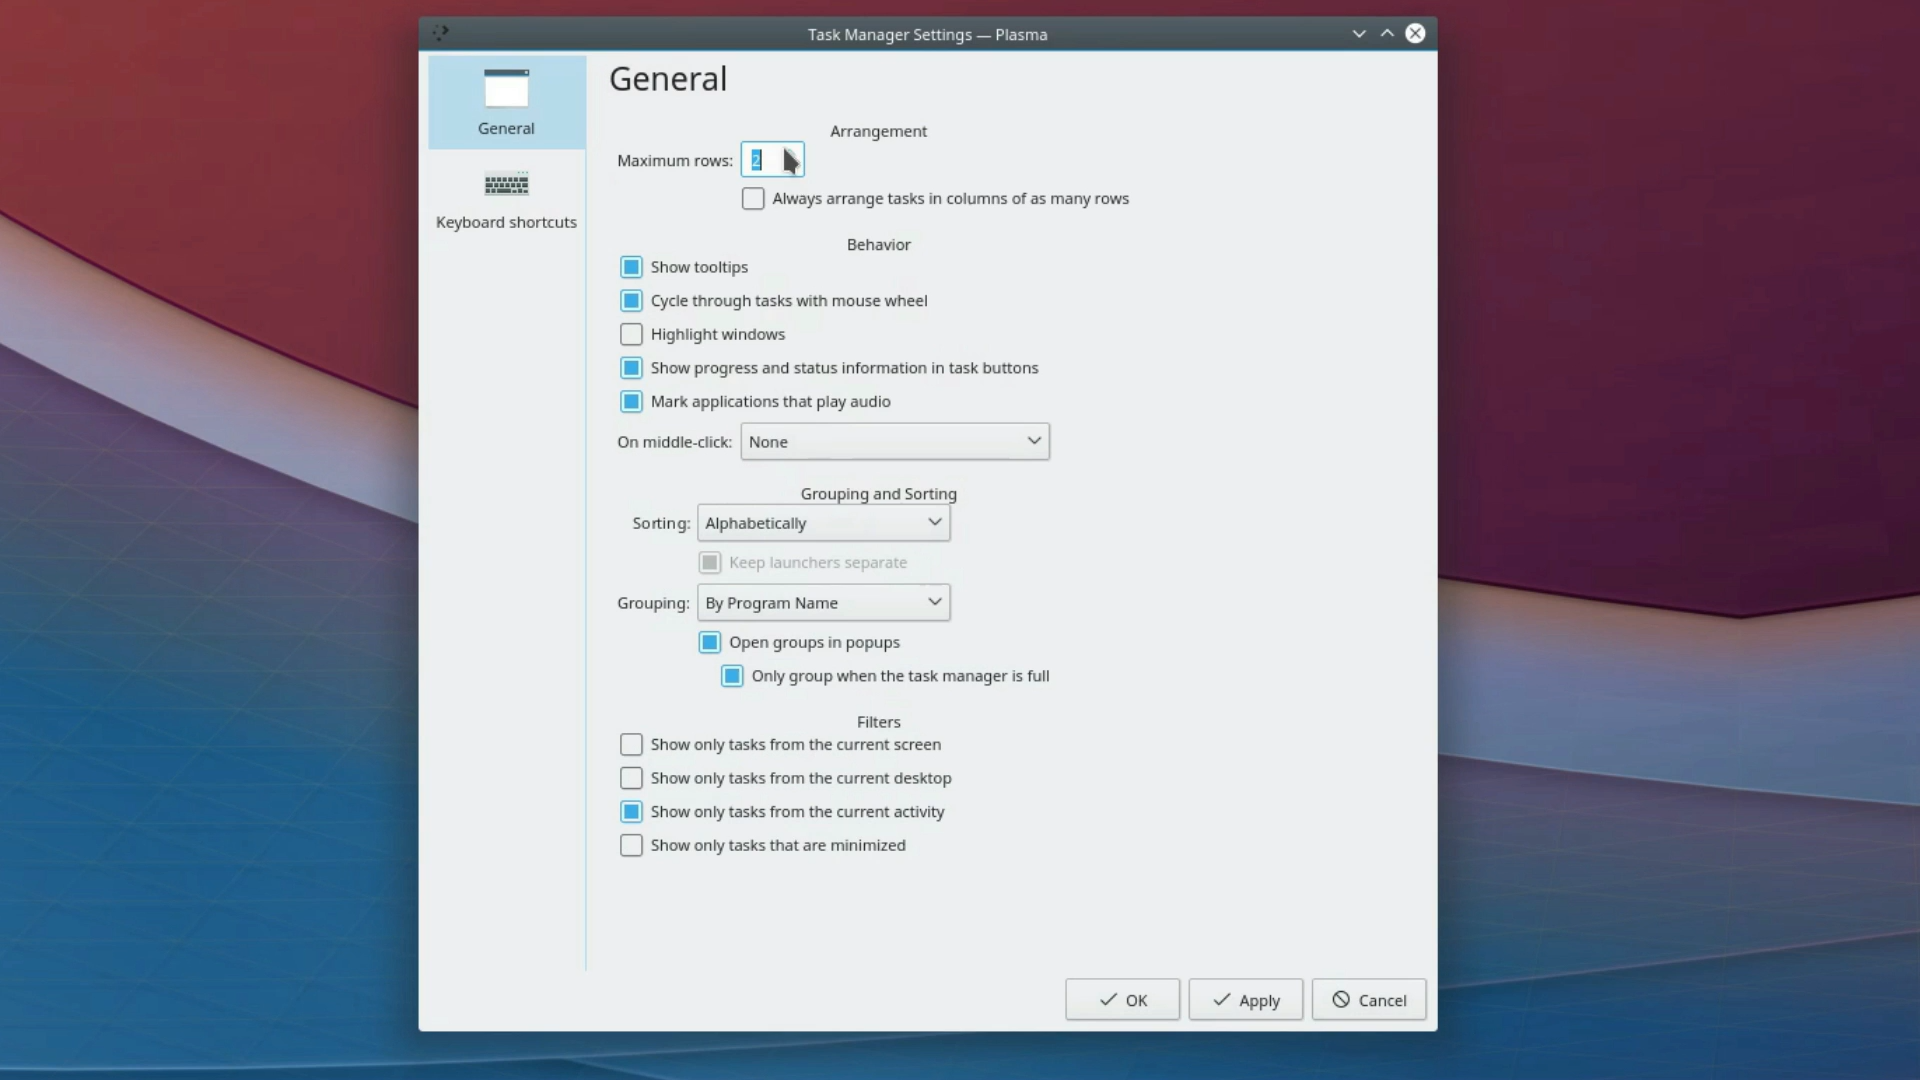 Task Manager Settings — Plasma
General
General
Keyboard shortcuts
Arrangement
Maximum rows: 2
Always arrange tasks in columns of as many rows
Behavior
Show tooltips
Cycle through tasks with mouse wheel
Highlight windows
Show progress and status information in task buttons
Mark applications that play audio
On middle-click: None
Grouping and Sorting
Sorting: Alphabetically
Keep launchers separate
Grouping: By Program Name
Open groups in popups
Only group when the task manager is full
Filters
Show only tasks from the current screen
Show only tasks from the current desktop
Show only tasks from the current activity
Show only tasks that are minimized
OK Apply Cancel